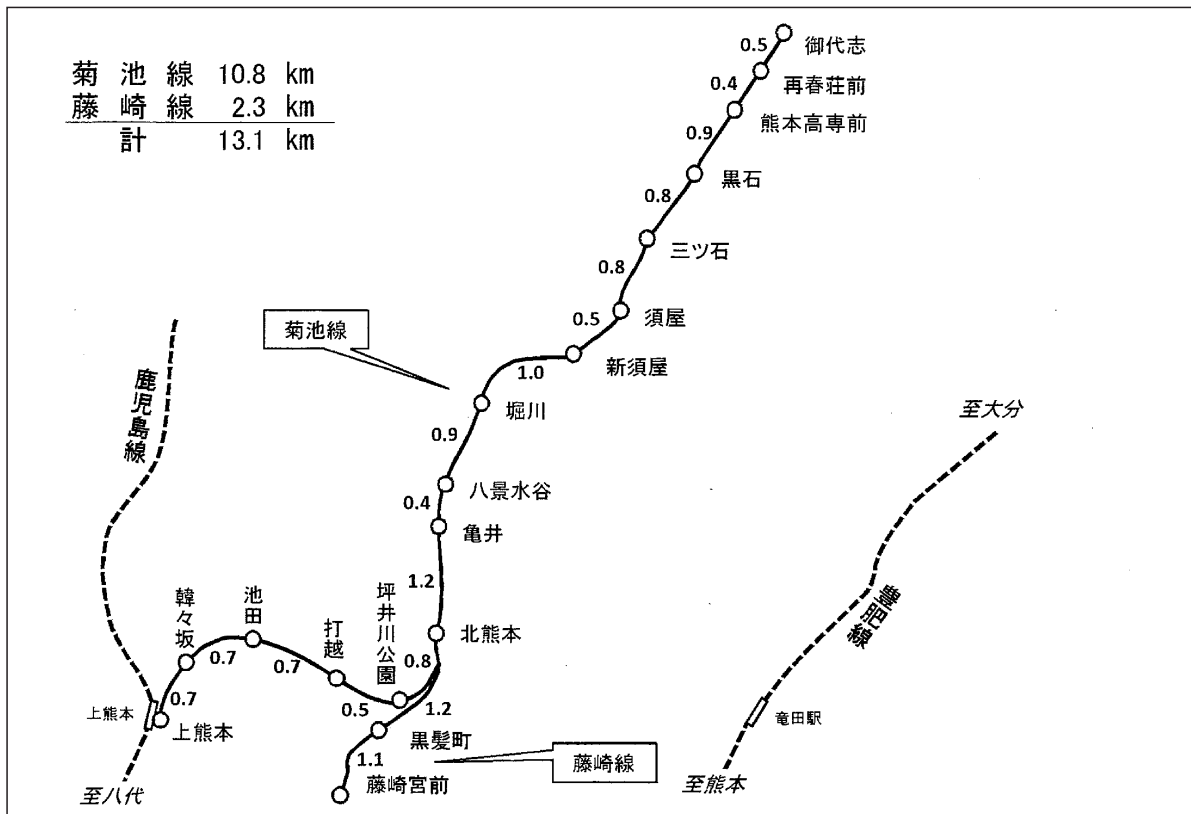 菊池線 10.8 km
藤崎線 2.3 km
計 13.1 km
御代志
0.5
再春荘前
0.4
熊本高専前
0.9
黒石
0.8
三ツ石
0.8
須屋
0.5
新須屋
1.0
菊池線
堀川
0.9
八景水谷
0.4
亀井
1.2
北熊本
0.8
坪井川公園
0.5
打越
0.7
池田
0.7
韓々坂
0.7
上熊本
上熊本
鹿児島線
至八代
1.2
黒髪町
1.1
藤崎宮前
藤崎線
至大分
豊肥線
竜田駅
至熊本